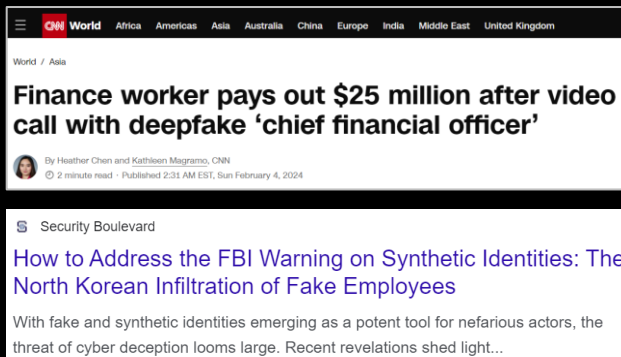 CNN World Africa Americas Asia Australia China Europe India Middle East United Kingdom
World / Asia
Finance worker pays out $25 million after video
call with deepfake ‘chief financial officer’
By Heather Chen and Kathleen Magramo, CNN
2 minute read · Published 2:31 AM EST, Sun February 4, 2024
S Security Boulevard
How to Address the FBI Warning on Synthetic Identities: The
North Korean Infiltration of Fake Employees
With fake and synthetic identities emerging as a potent tool for nefarious actors, the
threat of cyber deception looms large. Recent revelations shed light...